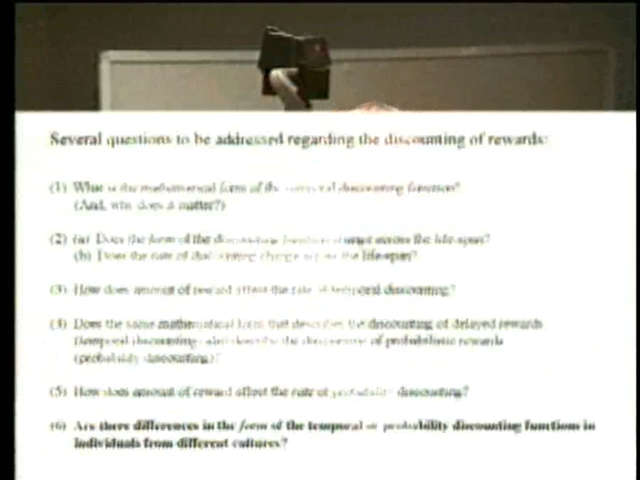 Several questions to be addressed regarding the discounting of rewards:
(1) What is the mathematical form of the temporal discounting function?
(And, why does it matter?)
(2) (a) Does the form of the discounting function change across the life-span?
(b) Does the rate of discounting change across the life-span?
(3) How does amount of reward affect the rate of temporal discounting?
(4) Does the same mathematical form that describes the discounting of delayed rewards
(temporal discounting) also describe the discounting of probabilistic rewards
(probability discounting)?
(5) How does amount of reward affect the rate of probability discounting?
(6) Are there differences in the form of the temporal or probability discounting functions in
individuals from different cultures?